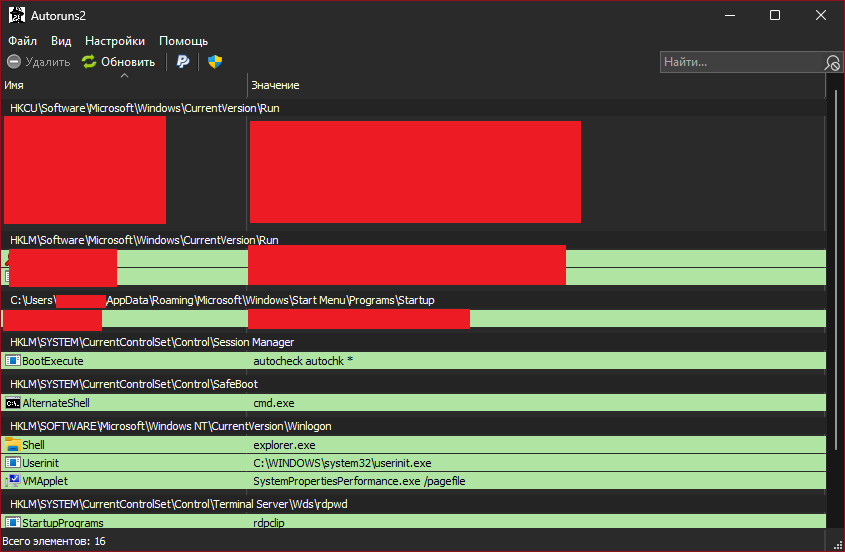 Autoruns2
Файл Вид Настройки Помощь
Удалить Обновить Найти...
Имя Значение
HKCU\Software\Microsoft\Windows\CurrentVersion\Run
HKLM\Software\Microsoft\Windows\CurrentVersion\Run
C:\Users\ AppData\Roaming\Microsoft\Windows\Start Menu\Programs\Startup
HKLM\SYSTEM\CurrentControlSet\Control\Session Manager
BootExecute autocheck autochk *
HKLM\SYSTEM\CurrentControlSet\Control\SafeBoot
AlternateShell cmd.exe
HKLM\SOFTWARE\Microsoft\Windows NT\CurrentVersion\Winlogon
Shell explorer.exe
Userinit C:\WINDOWS\system32\userinit.exe
VMApplet SystemPropertiesPerformance.exe /pagefile
HKLM\SYSTEM\CurrentControlSet\Control\Terminal Server\Wds\rdpwd
StartupPrograms rdpclip
Всего элементов: 16